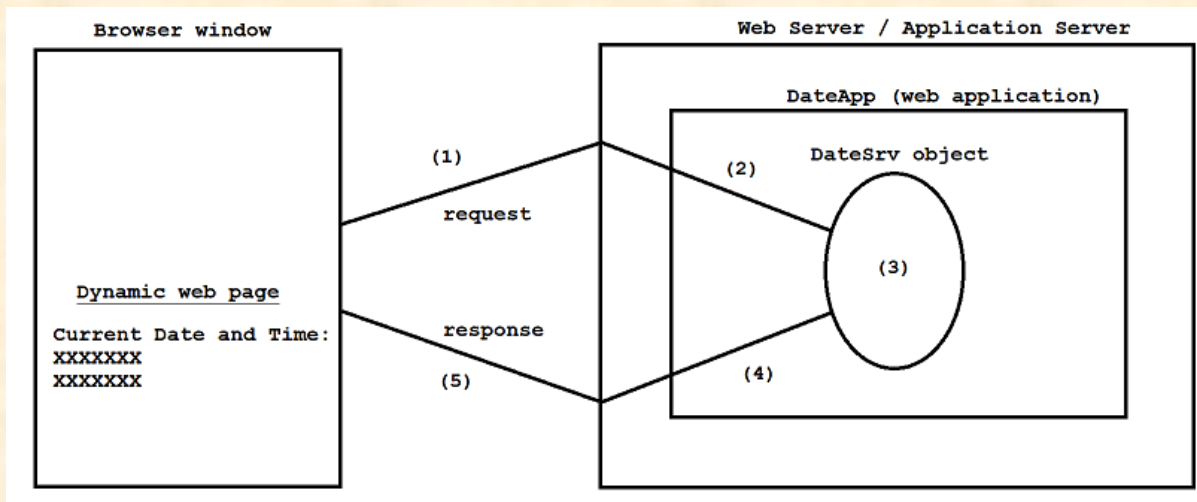 Browser window
Web Server / Application Server
DateApp (web application)
DateSrv object
(1)
(2)
request
(3)
Dynamic web page
Current Date and Time:
XXXXXXX
XXXXXXX
response
(4)
(5)